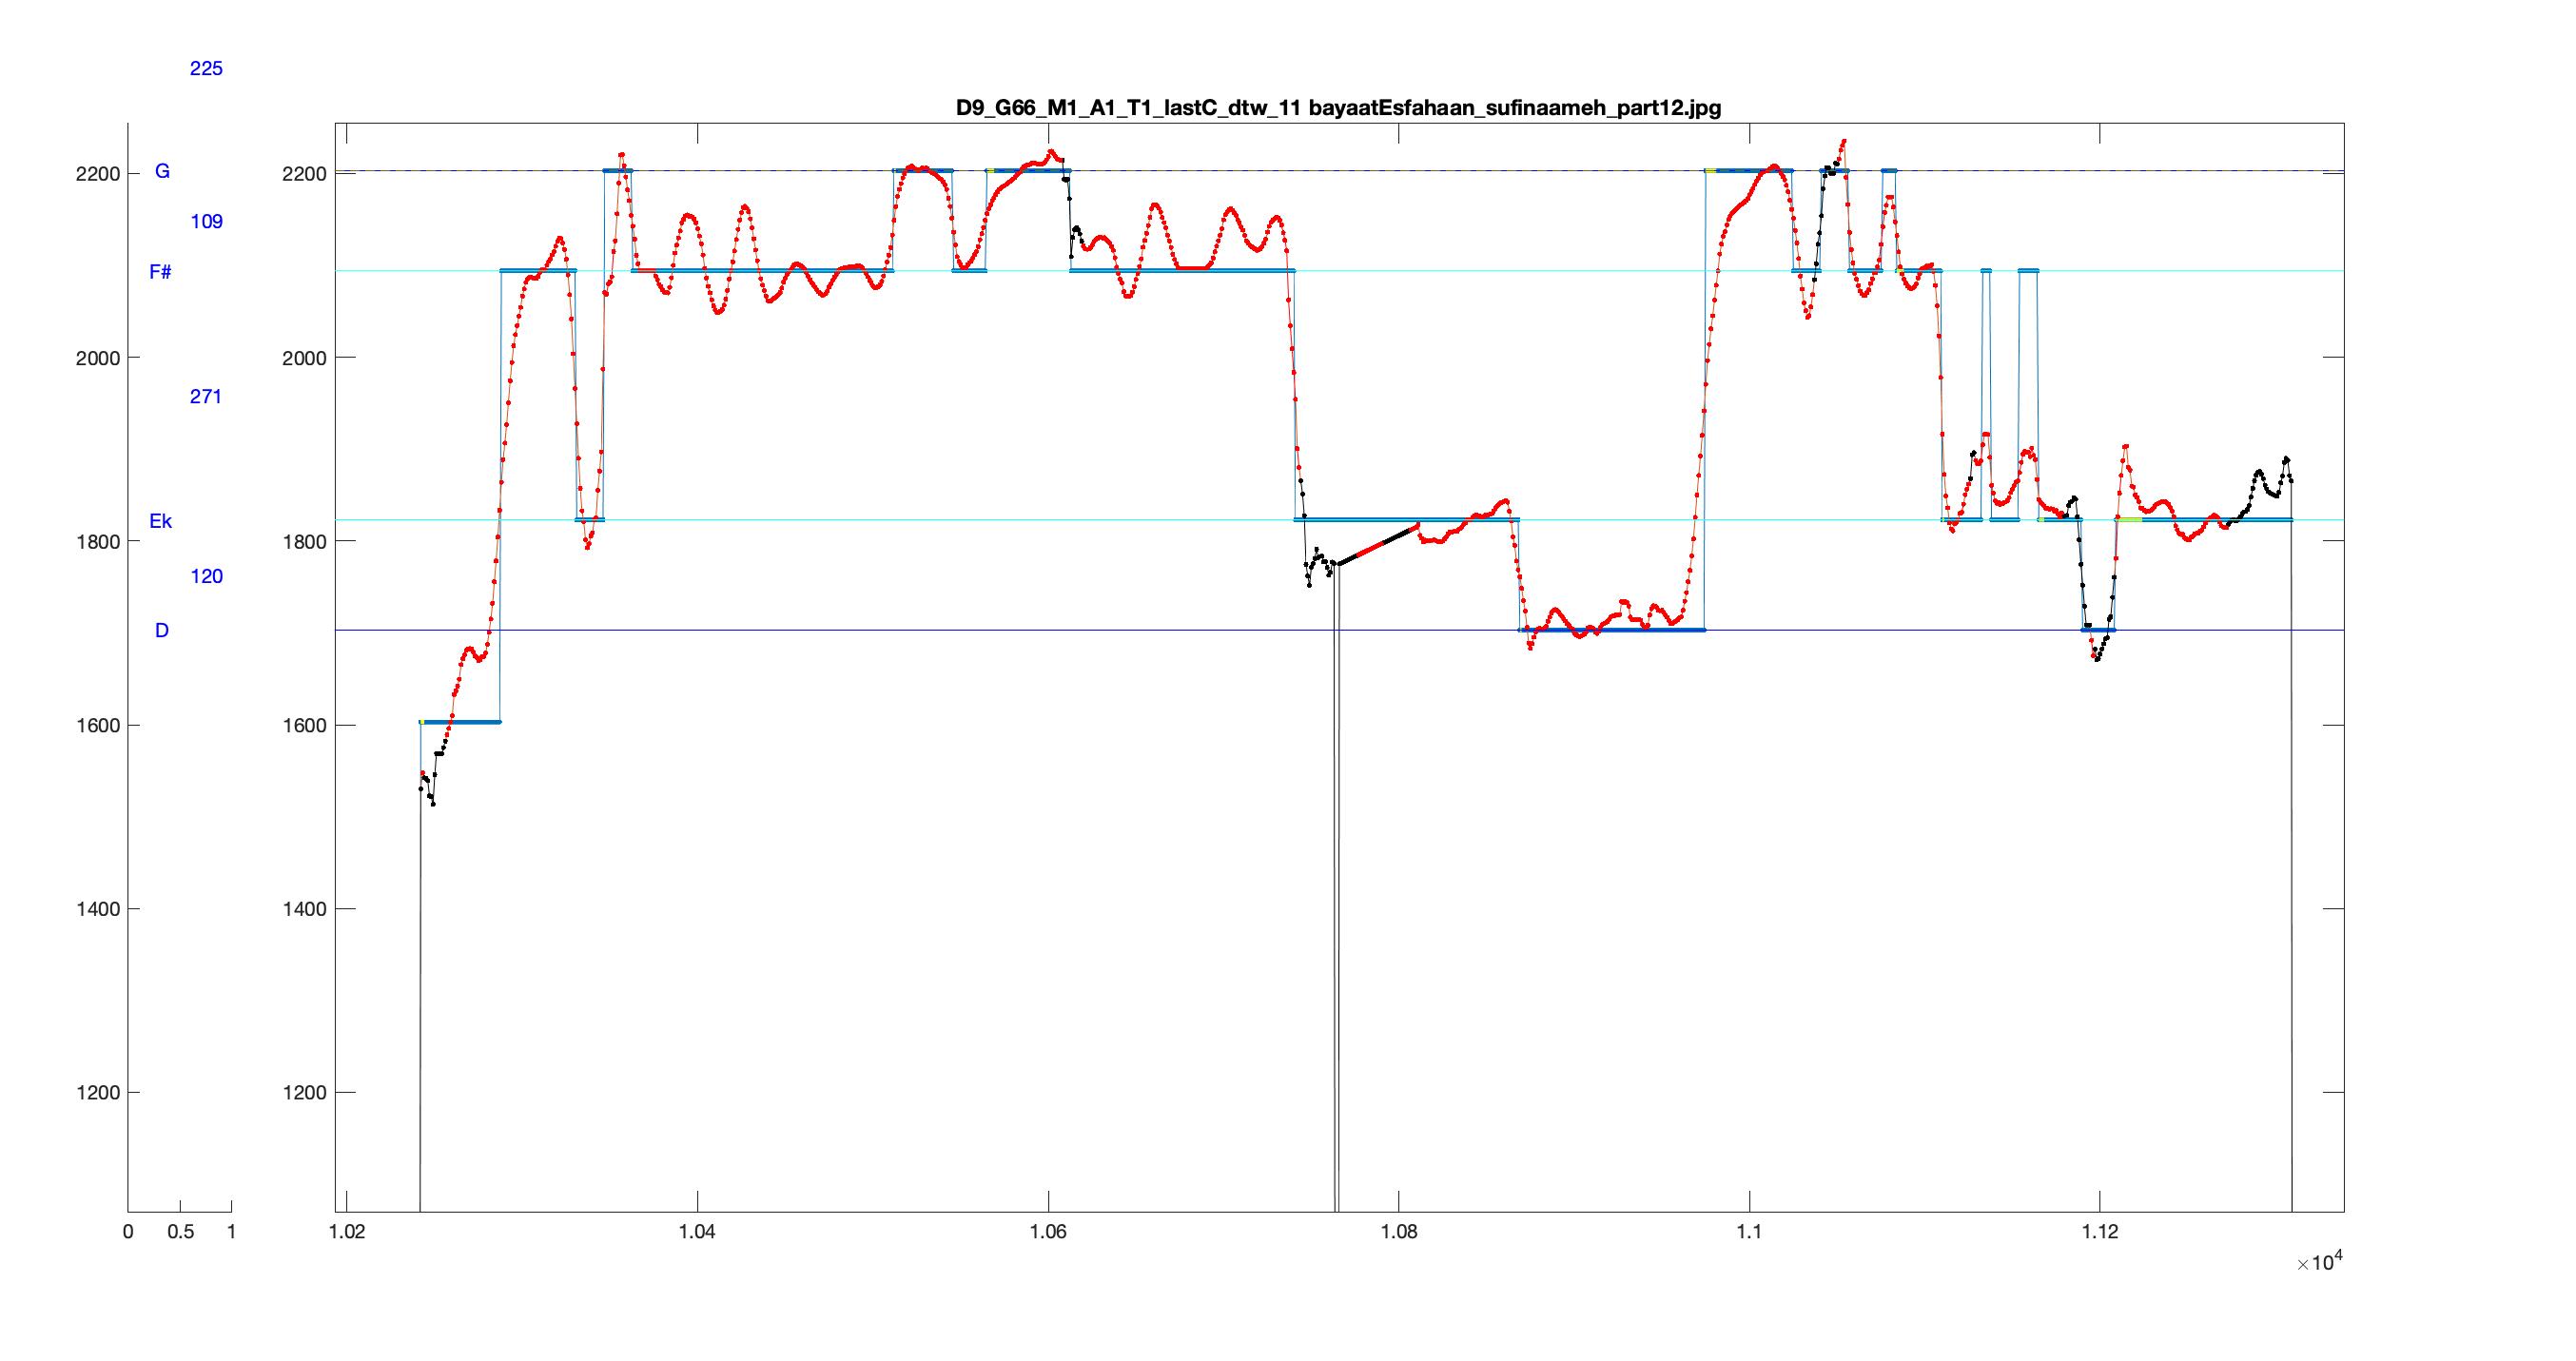 225
D9_G66_M1_A1_T1_lastC_dtw_11 bayaatEsfahaan_sufinaameh_part12.jpg
2200 G 2200
109
F#
2000 2000
271
Ek
1800 1800
120
D
1600 1600
1400 1400
1200 1200
0 0.5 1 1.02 1.04 1.06 1.08 1.1 1.12
×10^4